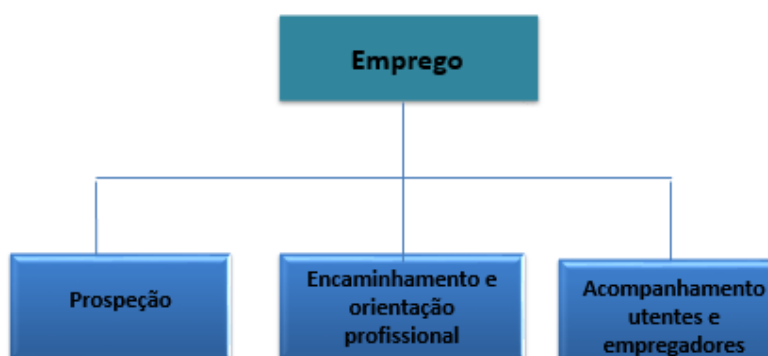 Emprego
Prospeção
Encaminhamento e
orientação
profissional
Acompanhamento
utentes e
empregadores